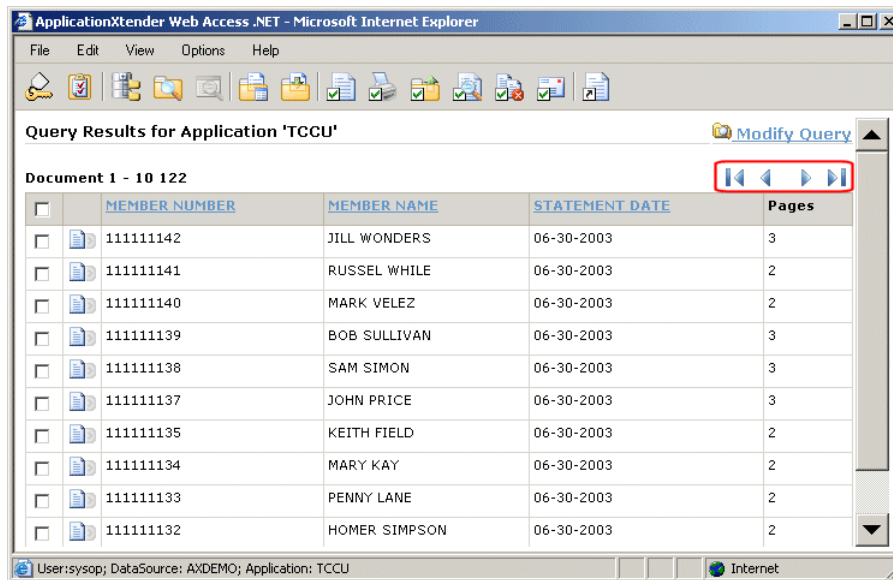 ApplicationXtender Web Access .NET - Microsoft Internet Explorer
File Edit View Options Help
Query Results for Application 'TCCU'
Modify Query
Document 1 - 10 122
MEMBER NUMBER MEMBER NAME STATEMENT DATE Pages
111111142 JILL WONDERS 06-30-2003 3
111111141 RUSSEL WHILE 06-30-2003 2
111111140 MARK VELEZ 06-30-2003 2
111111139 BOB SULLIVAN 06-30-2003 3
111111138 SAM SIMON 06-30-2003 3
111111137 JOHN PRICE 06-30-2003 3
111111135 KEITH FIELD 06-30-2003 2
111111134 MARY KAY 06-30-2003 2
111111133 PENNY LANE 06-30-2003 2
111111132 HOMER SIMPSON 06-30-2003 2
User:sysop; DataSource: AXDEMO; Application: TCCU Internet